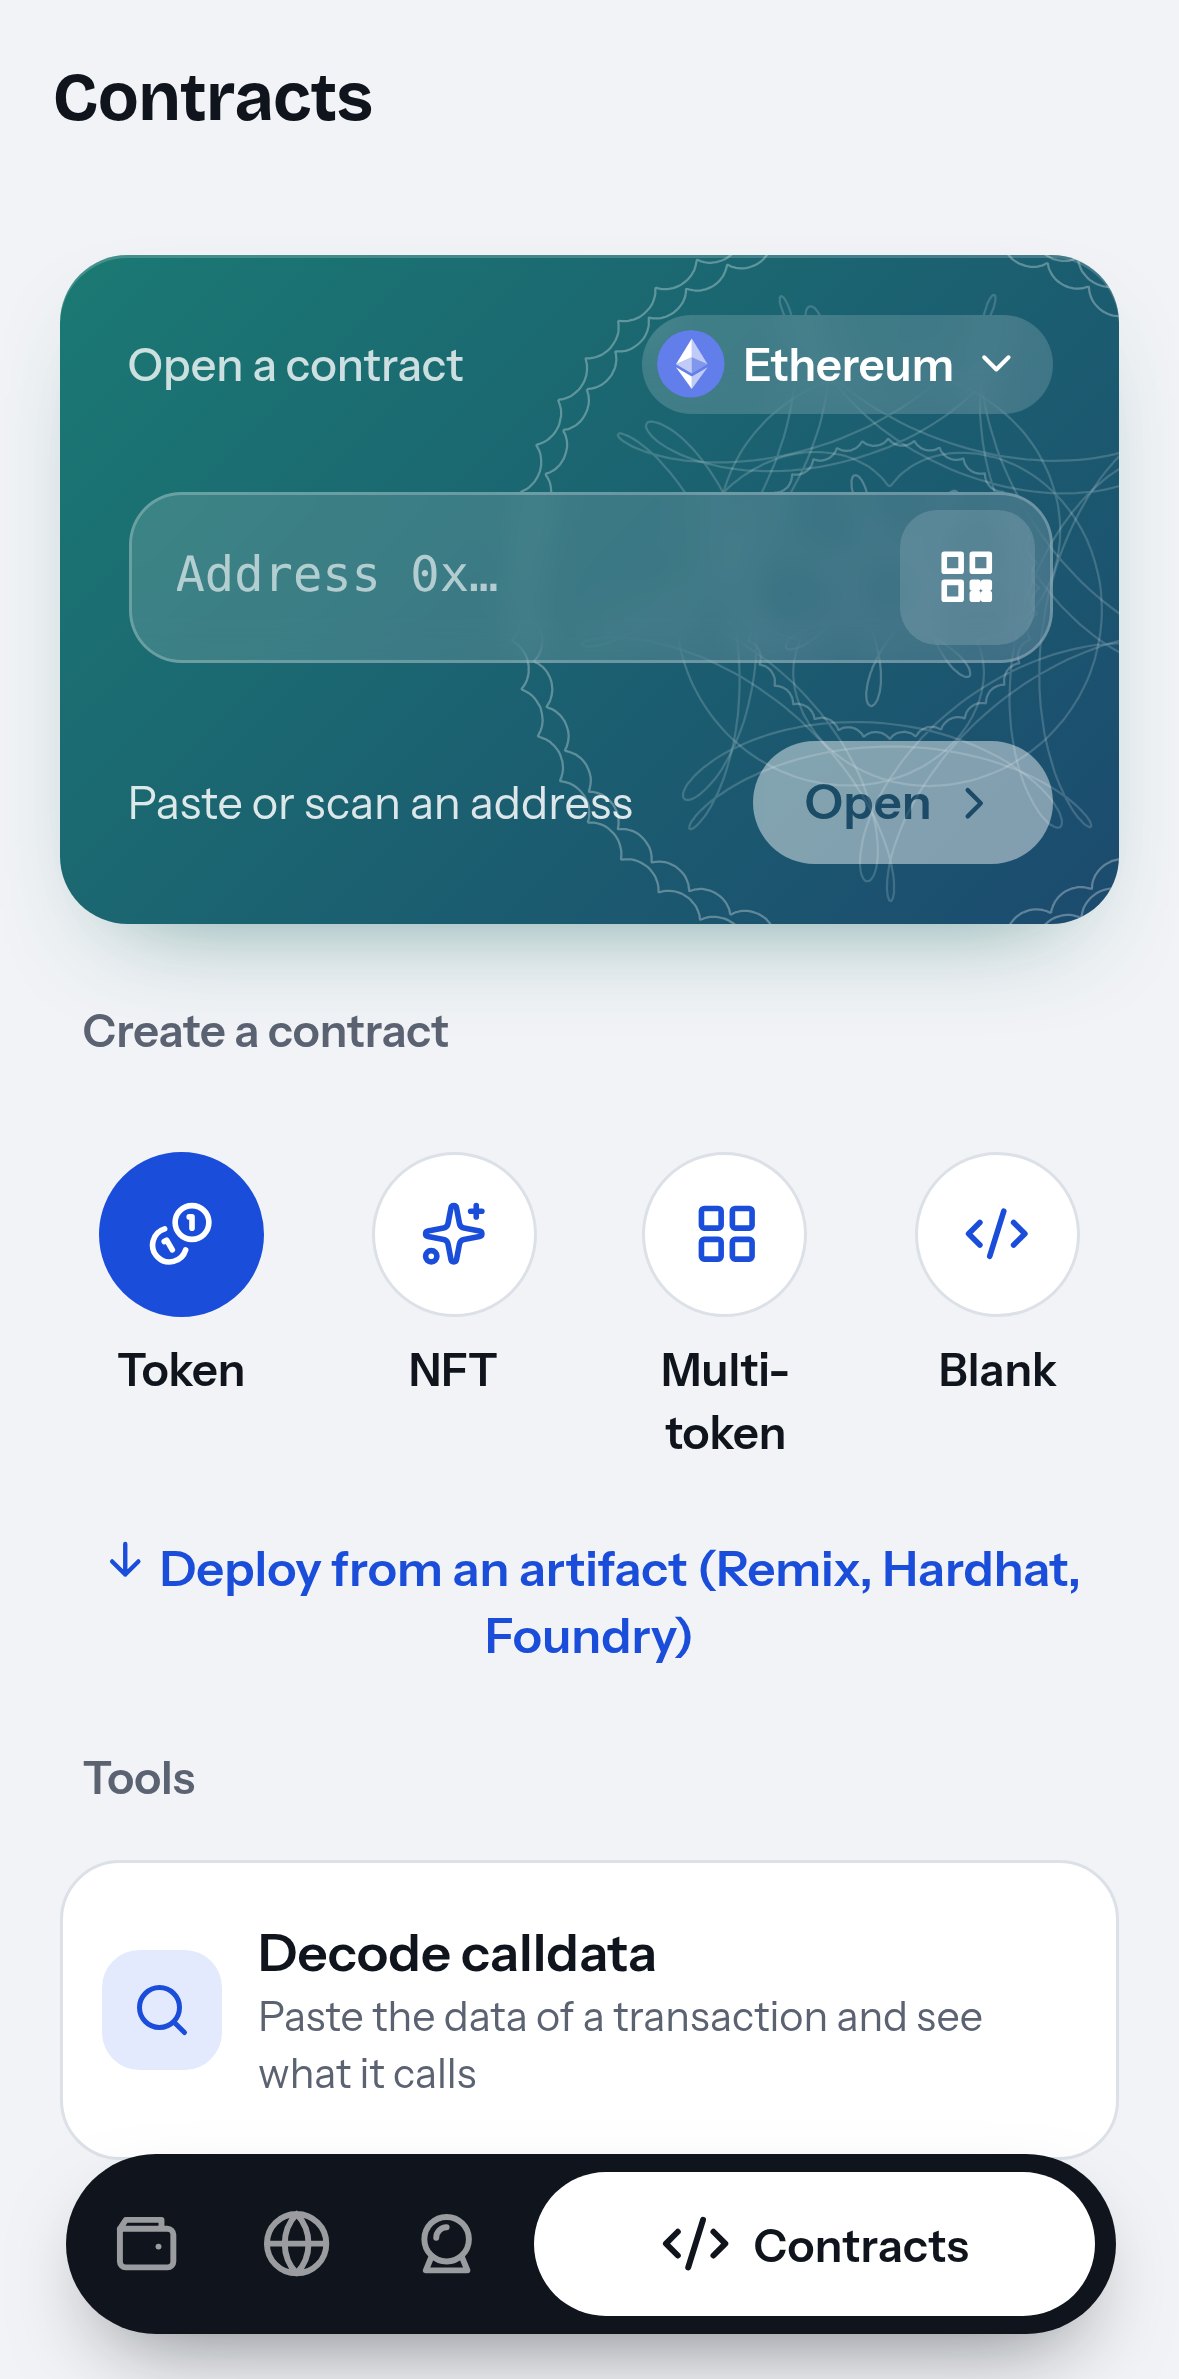 Contracts
Open a contract
Ethereum
Address 0x…
Paste or scan an address
Open
Create a contract
Token
NFT
Multi-
token
Blank
Deploy from an artifact (Remix, Hardhat,
Foundry)
Tools
Decode calldata
Paste the data of a transaction and see
what it calls
Contracts